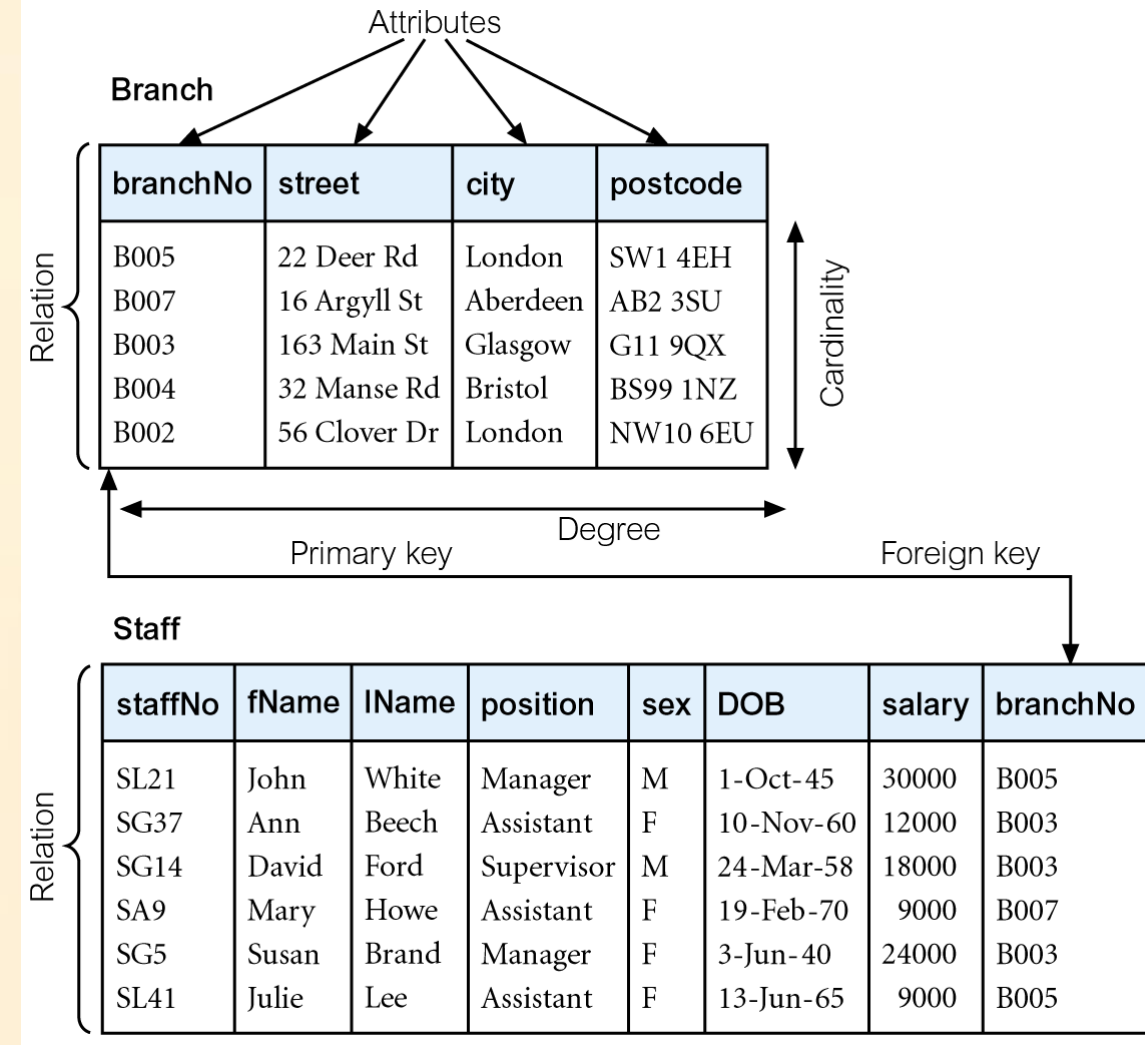 Attributes
Branch
branchNo street city postcode
B005 22 Deer Rd London SW1 4EH
B007 16 Argyll St Aberdeen AB2 3SU
B003 163 Main St Glasgow G11 9QX
B004 32 Manse Rd Bristol BS99 1NZ
B002 56 Clover Dr London NW10 6EU
Relation
Cardinality
Degree
Primary key Foreign key
Staff
staffNo fName lName position sex DOB salary branchNo
SL21 John White Manager M 1-Oct-45 30000 B005
SG37 Ann Beech Assistant F 10-Nov-60 12000 B003
SG14 David Ford Supervisor M 24-Mar-58 18000 B003
SA9 Mary Howe Assistant F 19-Feb-70 9000 B007
SG5 Susan Brand Manager F 3-Jun-40 24000 B003
SL41 Julie Lee Assistant F 13-Jun-65 9000 B005
Relation